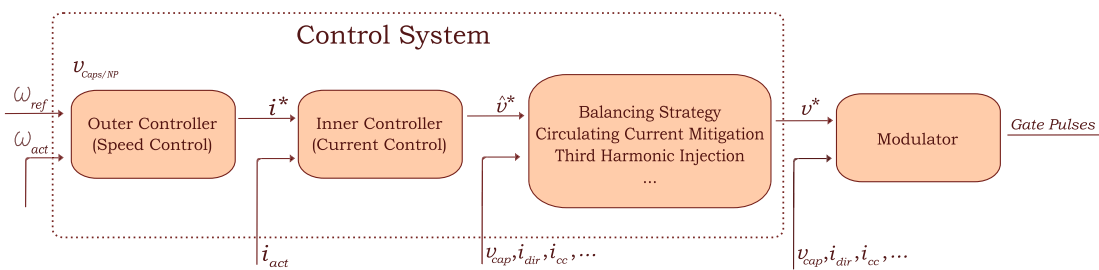 Control System
v_Caps/NP
ω_ref
ω_act
Outer Controller
(Speed Control)
i*
Inner Controller
(Current Control)
v̂*
Balancing Strategy
Circulating Current Mitigation
Third Harmonic Injection
...
v*
Modulator
Gate Pulses
i_act
v_cap,i_dir,i_cc,...
v_cap,i_dir,i_cc,...